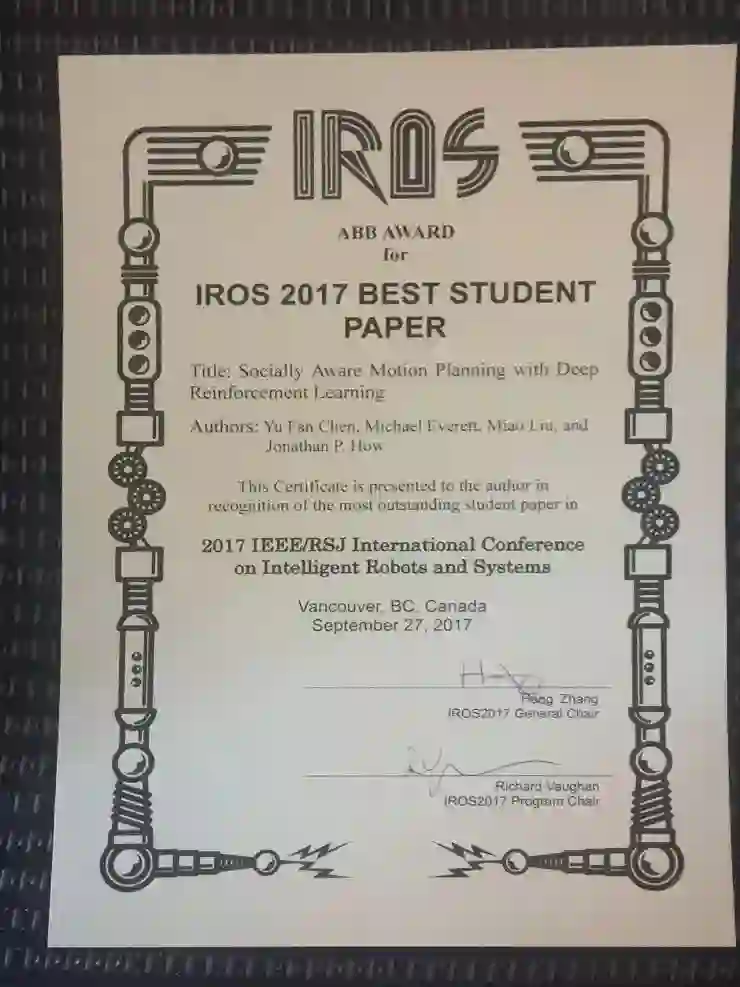 IROS
ABB AWARD
for
IROS 2017 BEST STUDENT
PAPER
Title: Socially Aware Motion Planning with Deep
Reinforcement Learning
Authors: Yu Fan Chen, Michael Everett, Miao Liu, and
Jonathan P. How
This Certificate is presented to the author in
recognition of the most outstanding student paper in
2017 IEEE/RSJ International Conference
on Intelligent Robots and Systems
Vancouver, BC, Canada
September 27, 2017
Zhang
IROS2017 General Chair
Richard Vaughan
IROS2017 Program Chair